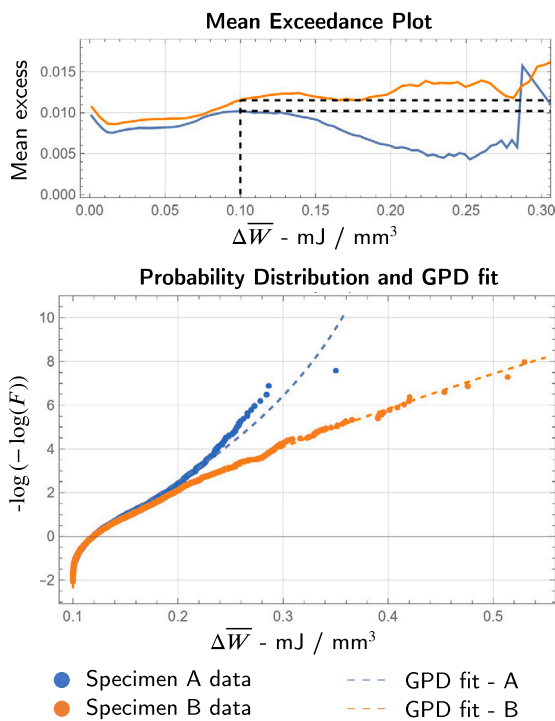 Mean Exceedance Plot
Mean excess
0.015
0.010
0.005
0.000
0.00 0.05 0.10 0.15 0.20 0.25 0.30
ΔW̅ - mJ / mm³
Probability Distribution and GPD fit
-log(-log(F))
10
8
6
4
2
0
-2
0.1 0.2 0.3 0.4 0.5
ΔW̅ - mJ / mm³
Specimen A data GPD fit - A
Specimen B data GPD fit - B